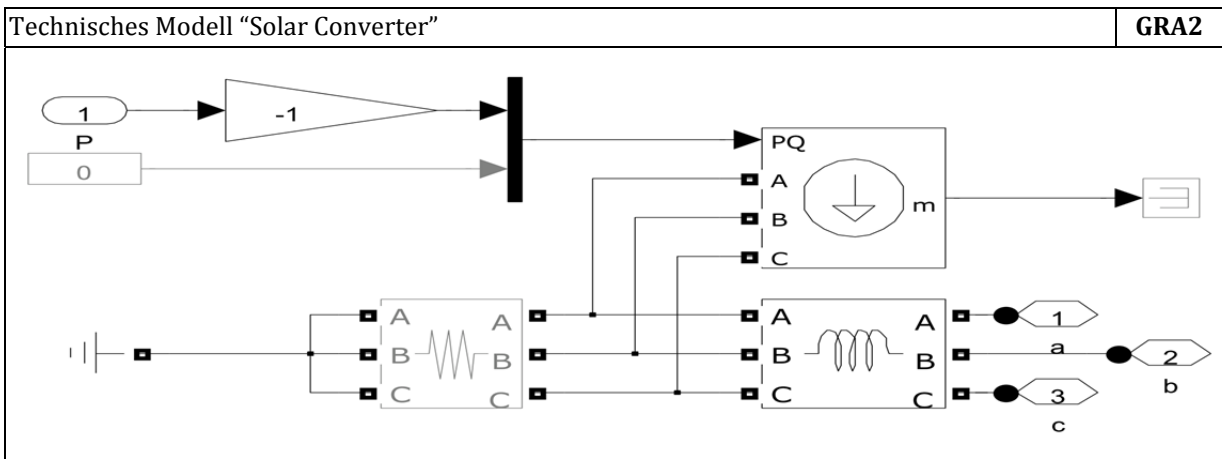 Technisches Modell “Solar Converter”
GRA2
1
P
-1
0
PQ
A
B
C
m
A
B
C
A
B
C
A
B
C
A
B
C
1
a
2
b
3
c